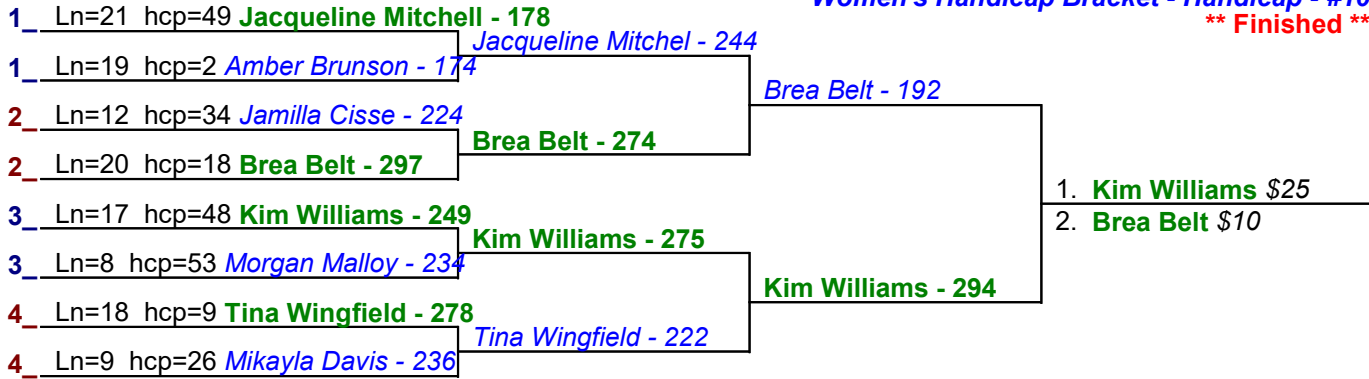 Women's Handicap Bracket - Handicap - #10
** Finished **
1_ Ln=21 hcp=49 Jacqueline Mitchell - 178
1_ Ln=19 hcp=2 Amber Brunson - 174
2_ Ln=12 hcp=34 Jamilla Cisse - 224
2_ Ln=20 hcp=18 Brea Belt - 297
3_ Ln=17 hcp=48 Kim Williams - 249
3_ Ln=8 hcp=53 Morgan Malloy - 234
4_ Ln=18 hcp=9 Tina Wingfield - 278
4_ Ln=9 hcp=26 Mikayla Davis - 236
Jacqueline Mitchel - 244
Brea Belt - 274
Kim Williams - 275
Tina Wingfield - 222
Brea Belt - 192
Kim Williams - 294
1. Kim Williams $25
2. Brea Belt $10